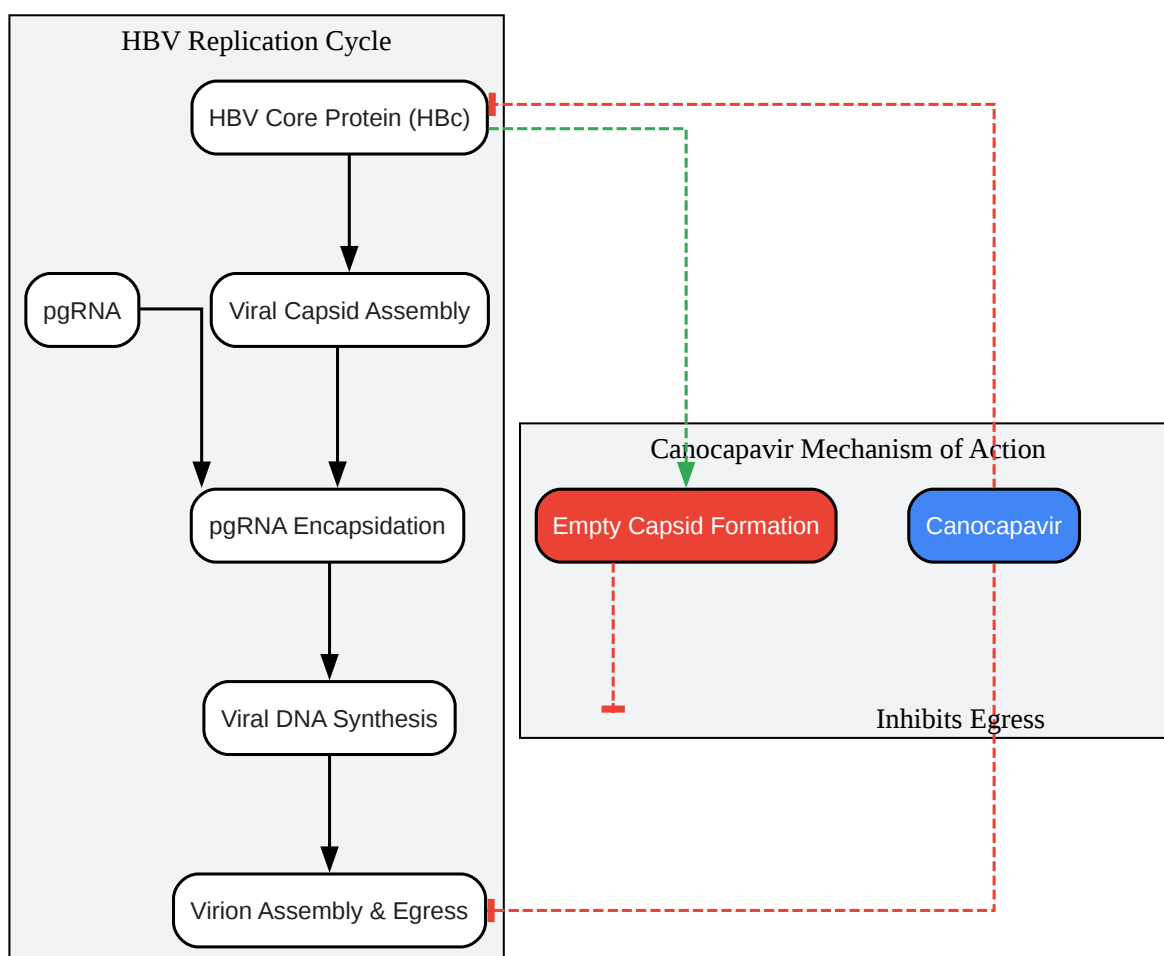 HBV Replication Cycle
HBV Core Protein (HBc)
pgRNA
Viral Capsid Assembly
Canocapavir Mechanism of Action
pgRNA Encapsidation
Empty Capsid Formation
Canocapavir
Viral DNA Synthesis
Inhibits Egress
Virion Assembly & Egress